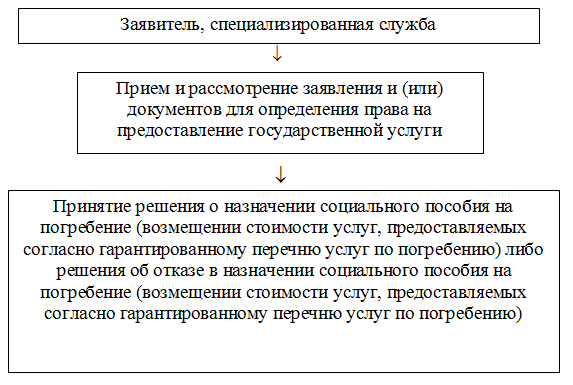 Заявитель, специализированная служба
↓
Прием и рассмотрение заявления и (или)
документов для определения права на
предоставление государственной услуги
↓
Принятие решения о назначении социального пособия на
погребение (возмещении стоимости услуг, предоставляемых
согласно гарантированному перечню услуг по погребению) либо
решения об отказе в назначении социального пособия на
погребение (возмещении стоимости услуг, предоставляемых
согласно гарантированному перечню услуг по погребению)